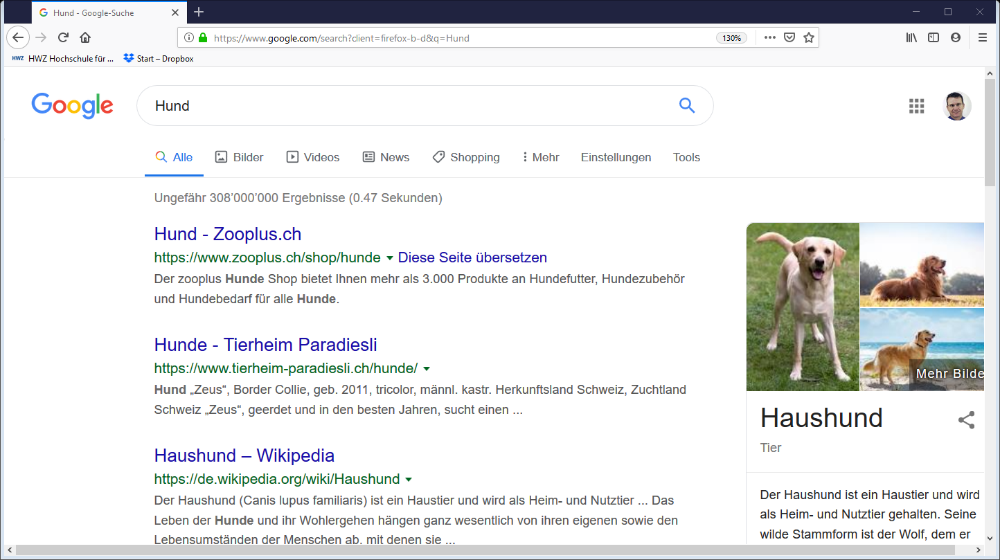 Hund - Google-Suche
https://www.google.com/search?client=firefox-b-d&q=Hund
130%
HWZ HWZ Hochschule für ...
Start – Dropbox
Google
Hund
Alle Bilder Videos News Shopping Mehr Einstellungen Tools
Ungefähr 308’000’000 Ergebnisse (0.47 Sekunden)
Hund - Zooplus.ch
https://www.zooplus.ch/shop/hunde Diese Seite übersetzen
Der zooplus Hunde Shop bietet Ihnen mehr als 3.000 Produkte an Hundefutter, Hundezubehör
und Hundebedarf für alle Hunde.
Hunde - Tierheim Paradiesli
https://www.tierheim-paradiesli.ch/hunde/
Hund „Zeus“, Border Collie, geb. 2011, tricolor, männl. kastr. Herkunftsland Schweiz, Zuchtland
Schweiz „Zeus“, geerdet und in den besten Jahren, sucht einen ...
Haushund – Wikipedia
https://de.wikipedia.org/wiki/Haushund
Der Haushund (Canis lupus familiaris) ist ein Haustier und wird als Heim- und Nutztier ... Das
Leben der Hunde und ihr Wohlergehen hängen ganz wesentlich von ihren eigenen sowie den
Lebensumständen der Menschen ab, mit denen sie ...
Mehr Bilde
Haushund
Tier
Der Haushund ist ein Haustier und wird
als Heim- und Nutztier gehalten. Seine
wilde Stammform ist der Wolf, dem er